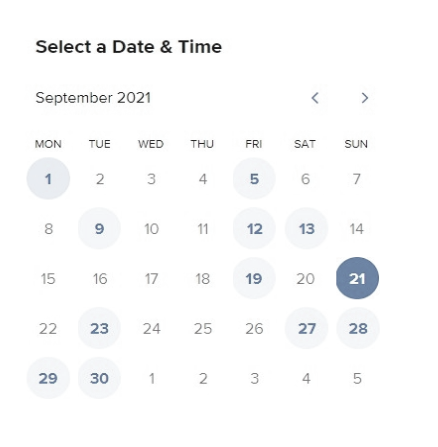 Select a Date & Time
September 2021
MON TUE WED THU FRI SAT SUN
1 2 3 4 5 6 7
8 9 10 11 12 13 14
15 16 17 18 19 20 21
22 23 24 25 26 27 28
29 30 1 2 3 4 5